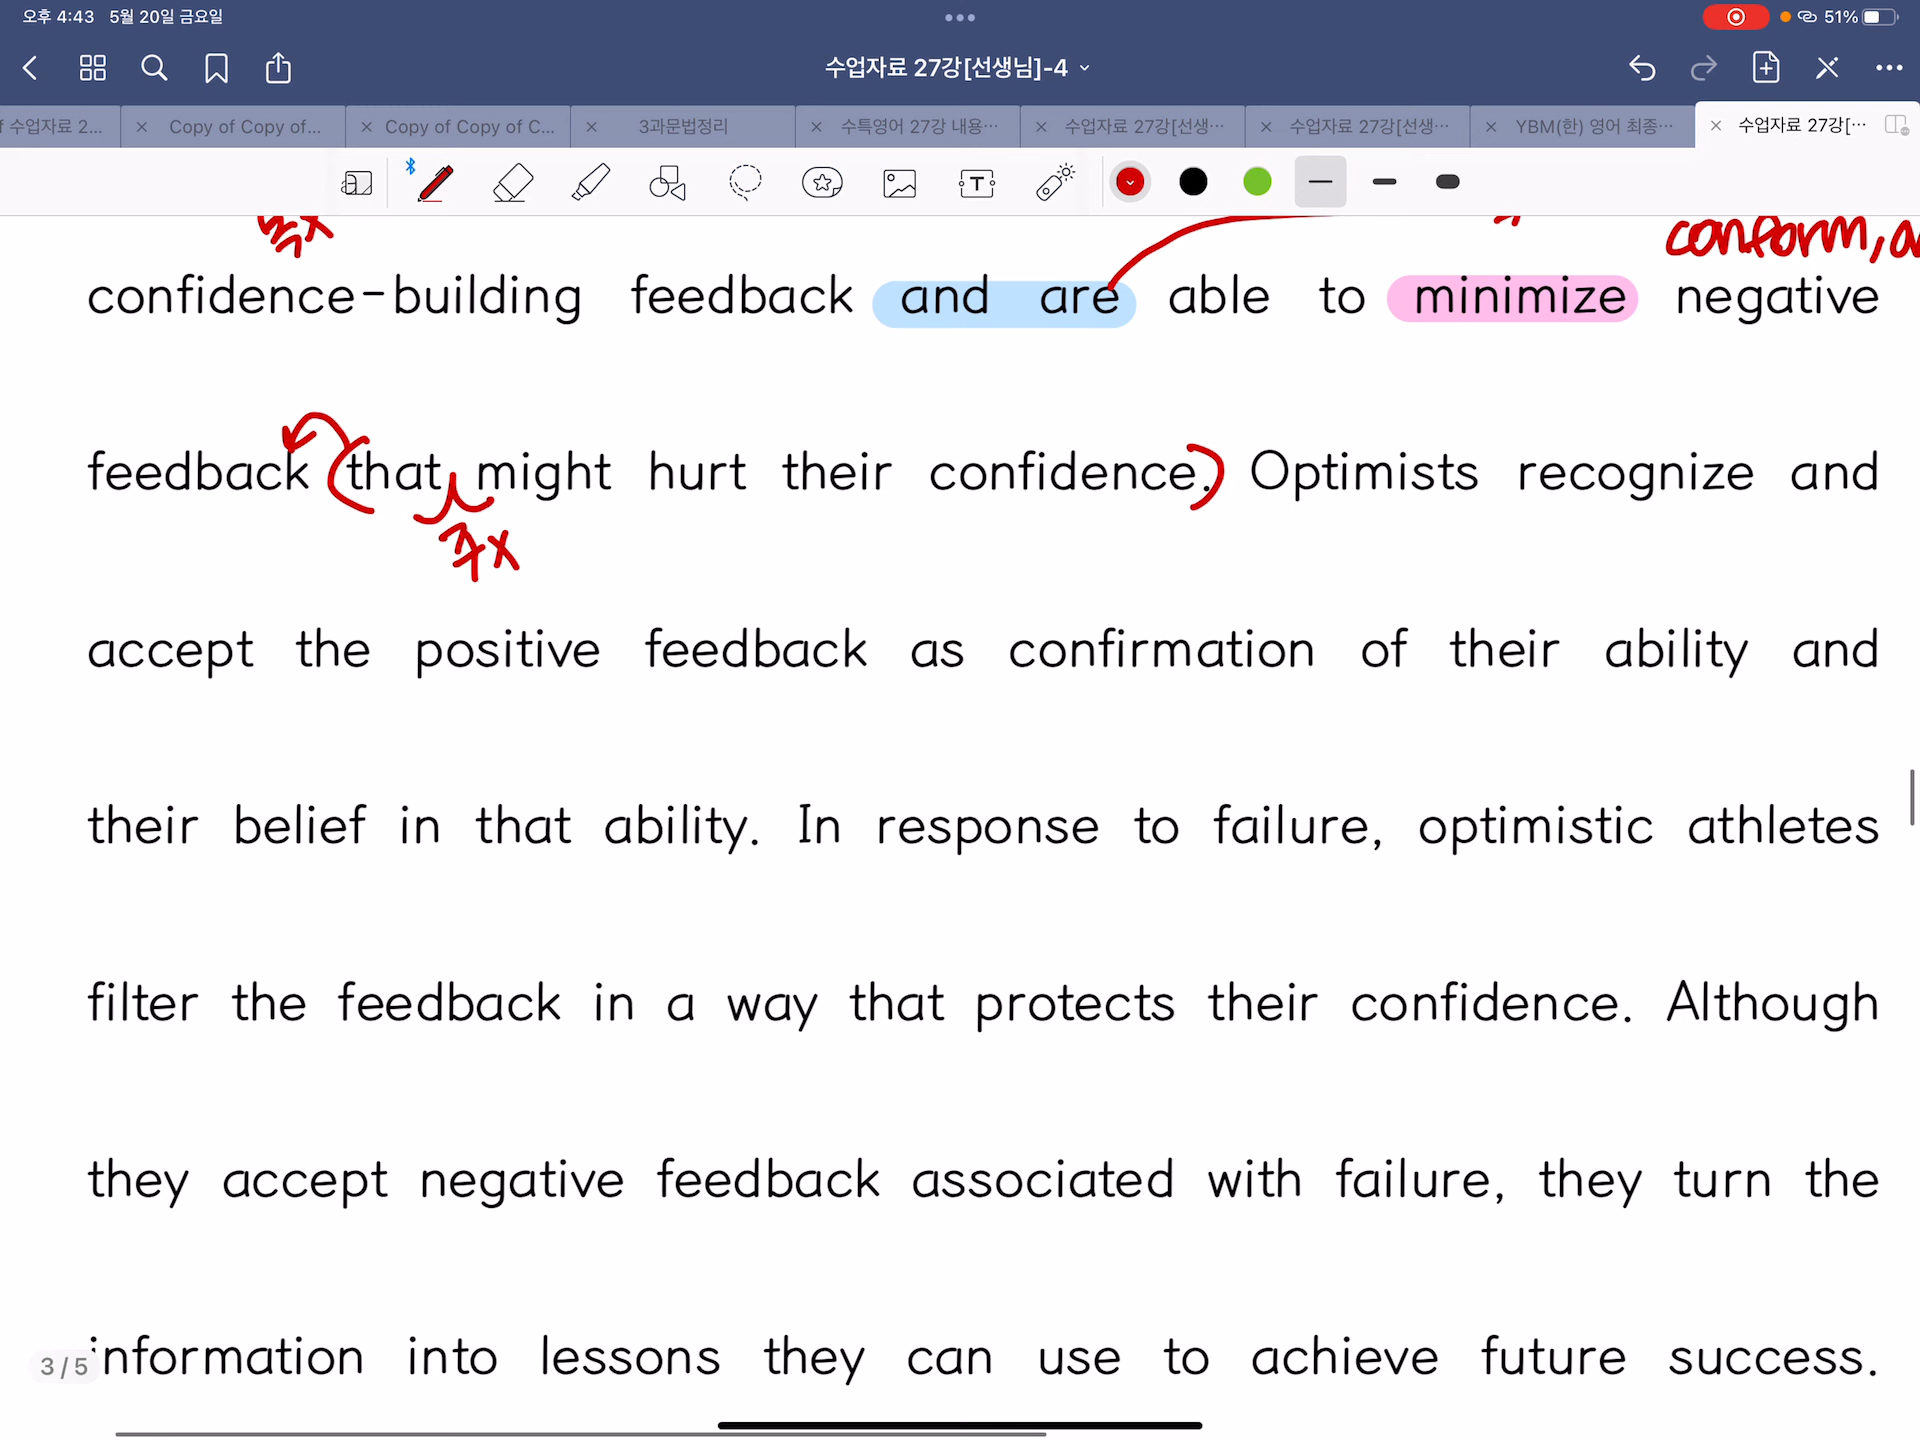 오후 4:43 5월 20일 금요일
51%
수업자료 27강[선생님]-4
f 수업자료 2...
Copy of Copy of...
Copy of Copy of C...
3과문법정리
수특영어 27강 내용…
수업자료 27강[선생…
수업자료 27강[선생…
YBM(한) 영어 최종…
수업자료 27강[…
conform, a
confidence-building feedback and are able to minimize negative
feedback (that might hurt their confidence.) Optimists recognize and
accept the positive feedback as confirmation of their ability and
their belief in that ability. In response to failure, optimistic athletes
filter the feedback in a way that protects their confidence. Although
they accept negative feedback associated with failure, they turn the
information into lessons they can use to achieve future success.
3/5